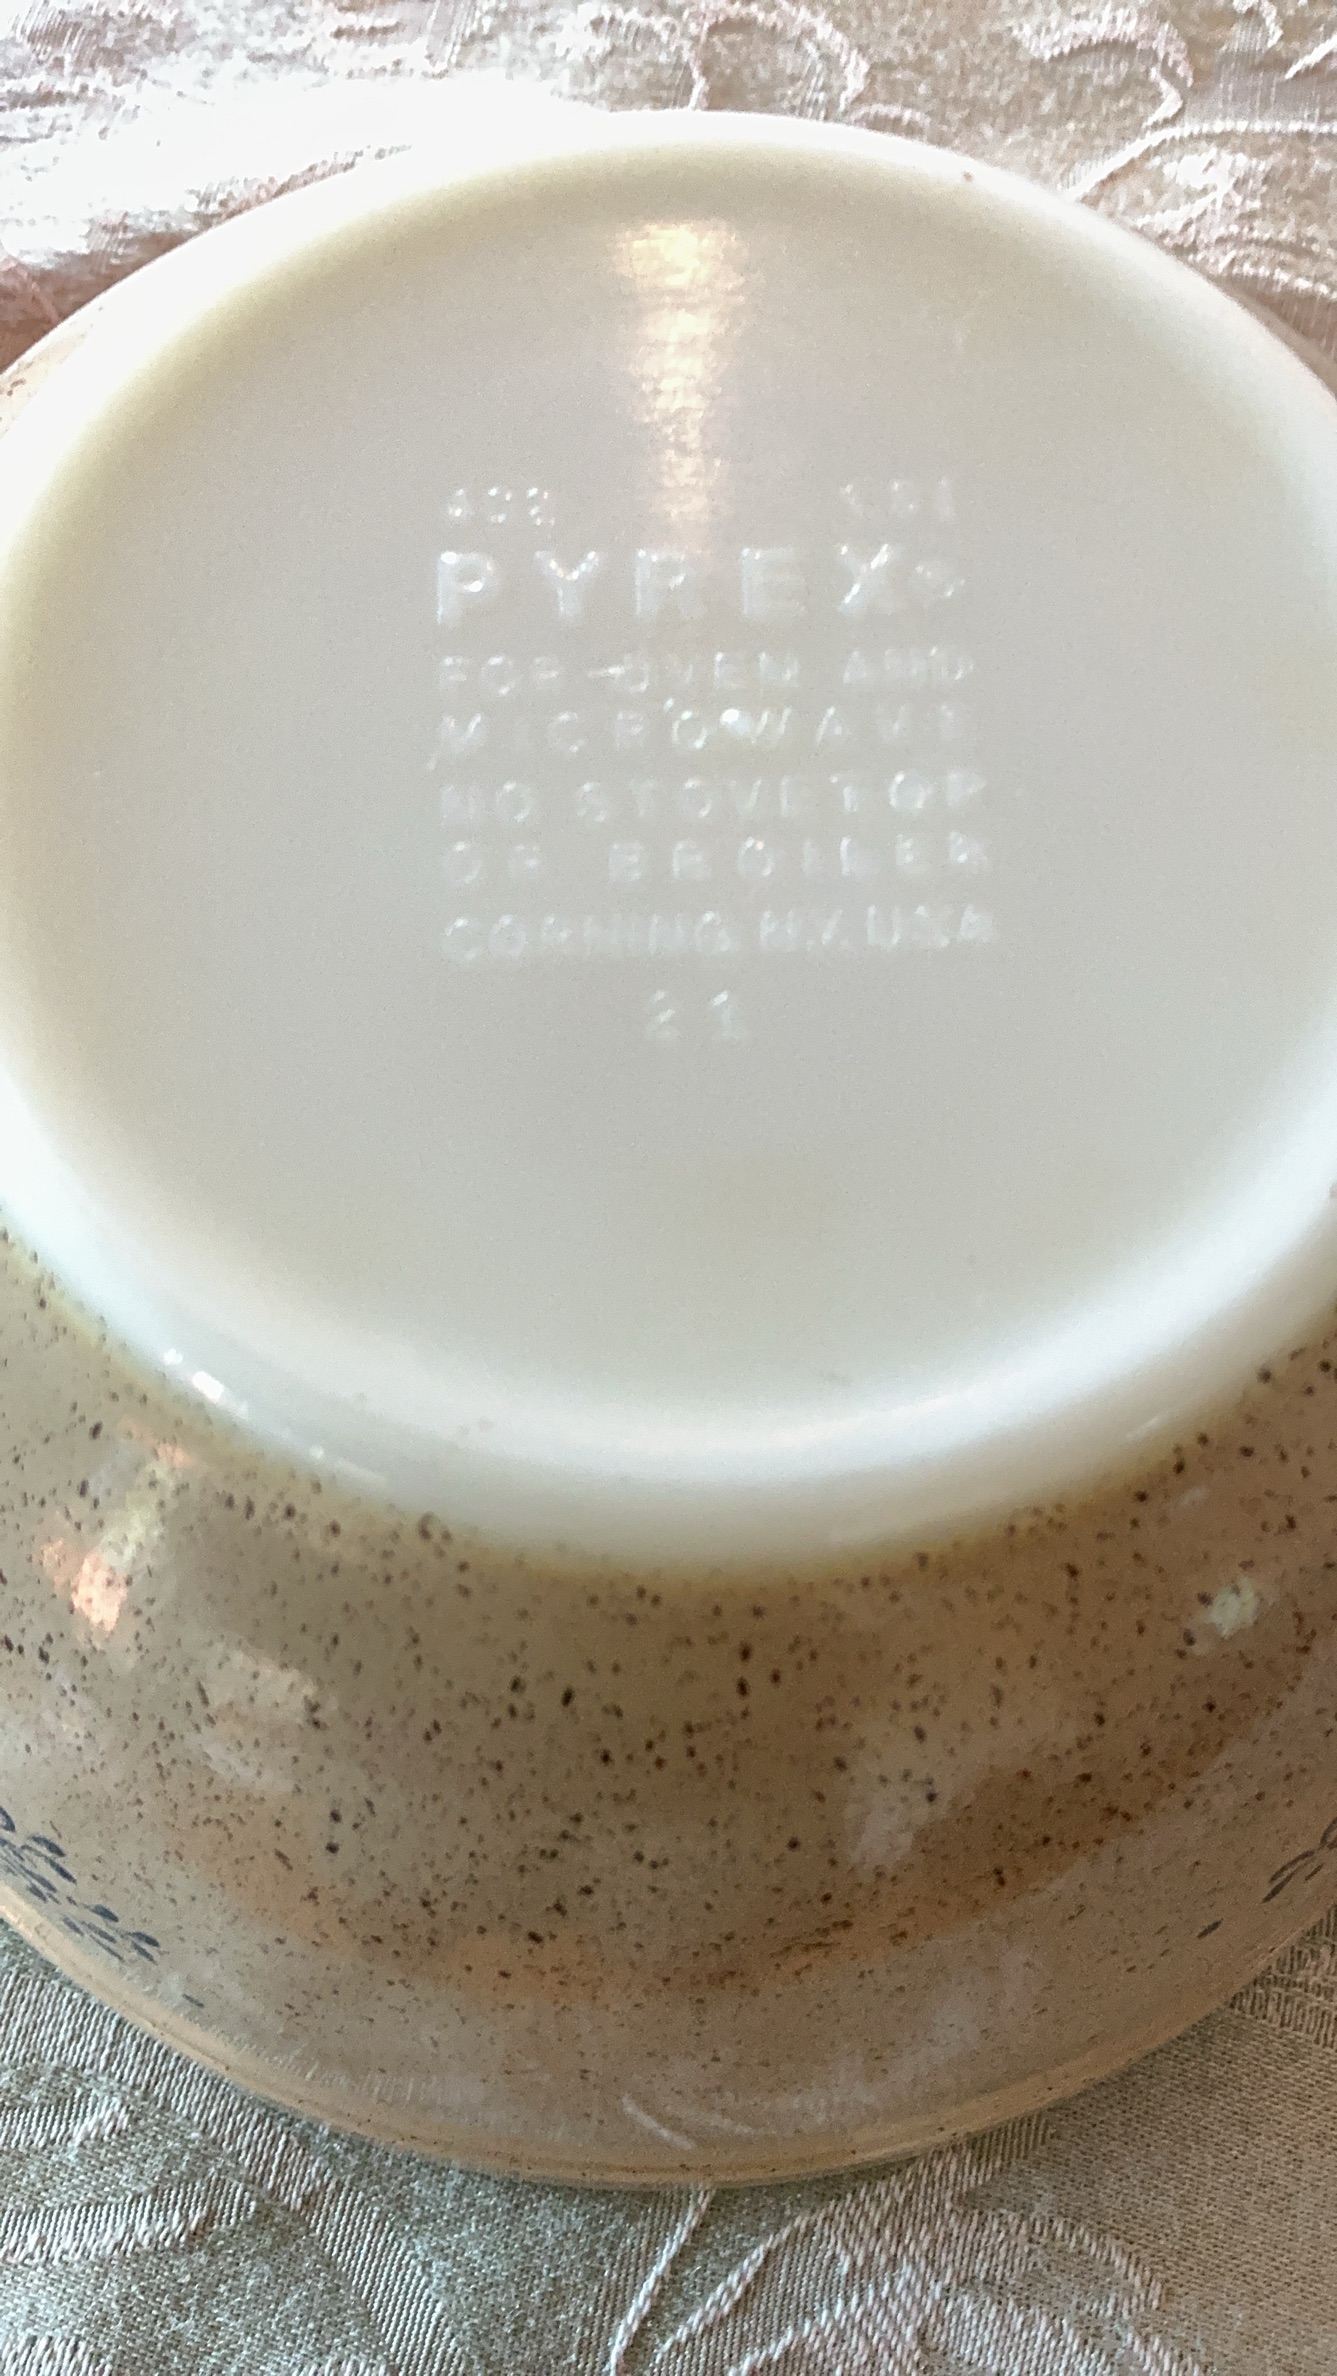 PYREX®
FOR OVEN AND
MICROWAVE
NO STOVETOP
OR BROILER
CORNING N.Y. USA
21